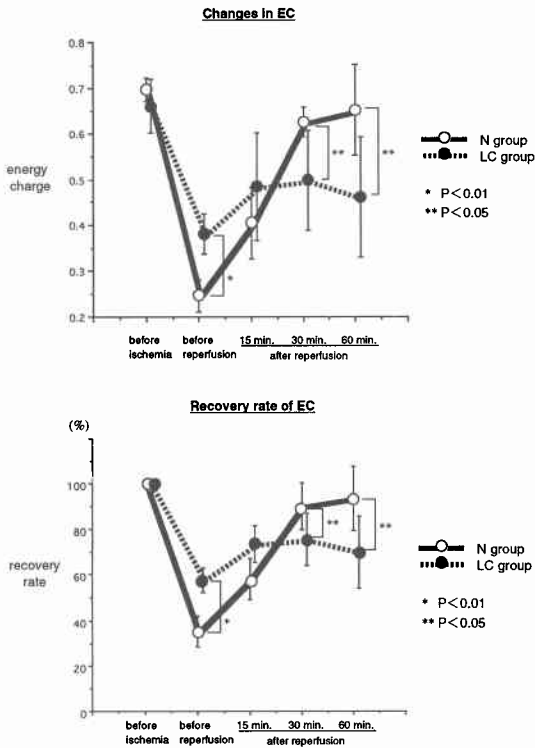 Changes in EC
0.8
0.7
0.6
0.5
0.4
0.3
0.2
energy
charge
N group
LC group
* P<0.01
** P<0.05
*
**
**
before
ischemia
before
reperfusion
15 min.
30 min.
60 min.
after reperfusion
Recovery rate of EC
(%)
100
80
60
40
20
0
recovery
rate
N group
LC group
* P<0.01
** P<0.05
*
**
**
before
ischemia
before
reperfusion
15 min.
30 min.
60 min.
after reperfusion